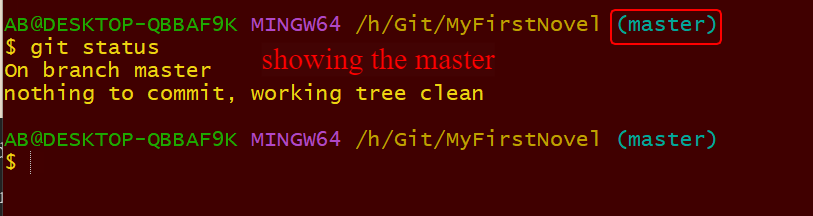 AB@DESKTOP-QBBAF9K MINGW64 /h/Git/MyFirstNovel (master)
$ git status
On branch master
showing the master
nothing to commit, working tree clean
AB@DESKTOP-QBBAF9K MINGW64 /h/Git/MyFirstNovel (master)
$